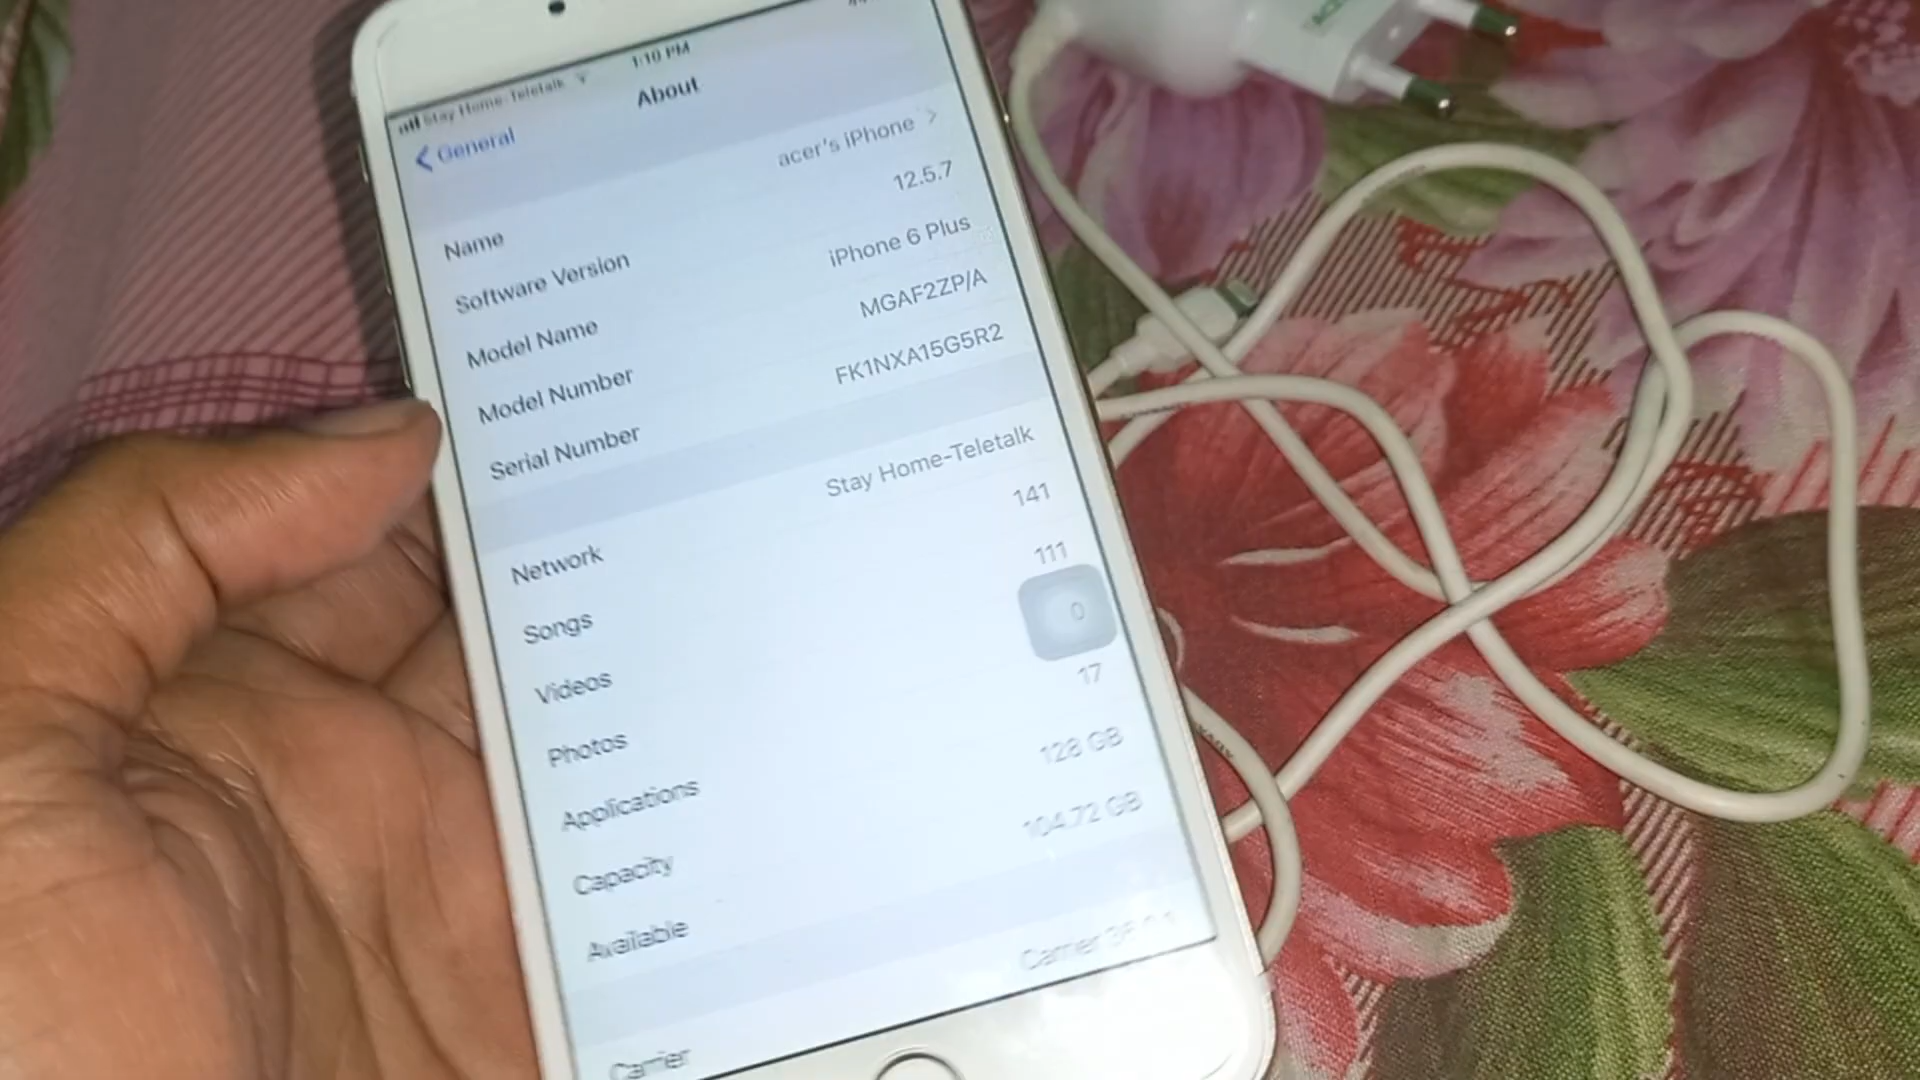 Stay Home-Teletalk 1:10 PM
General About
Name acer's iPhone
Software Version 12.5.7
Model Name iPhone 6 Plus
Model Number MGAF2ZP/A
Serial Number FK1NXA15G5R2
Network Stay Home-Teletalk
Songs 141
Videos 111
Photos 0
Applications 17
Capacity 128 GB
Available 104.72 GB
Carrier Carrier